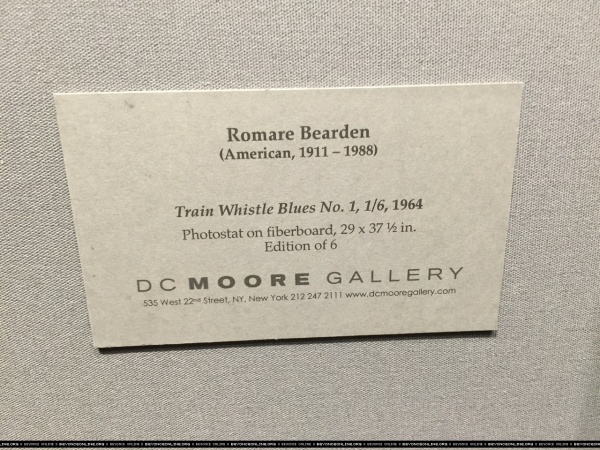 Romare Bearden
(American, 1911 – 1988)
Train Whistle Blues No. 1, 1/6, 1964
Photostat on fiberboard, 29 x 37 ½ in.
Edition of 6
DC MOORE GALLERY
535 West 22nd Street, NY, New York 212 247 2111 www.dcmooregallery.com